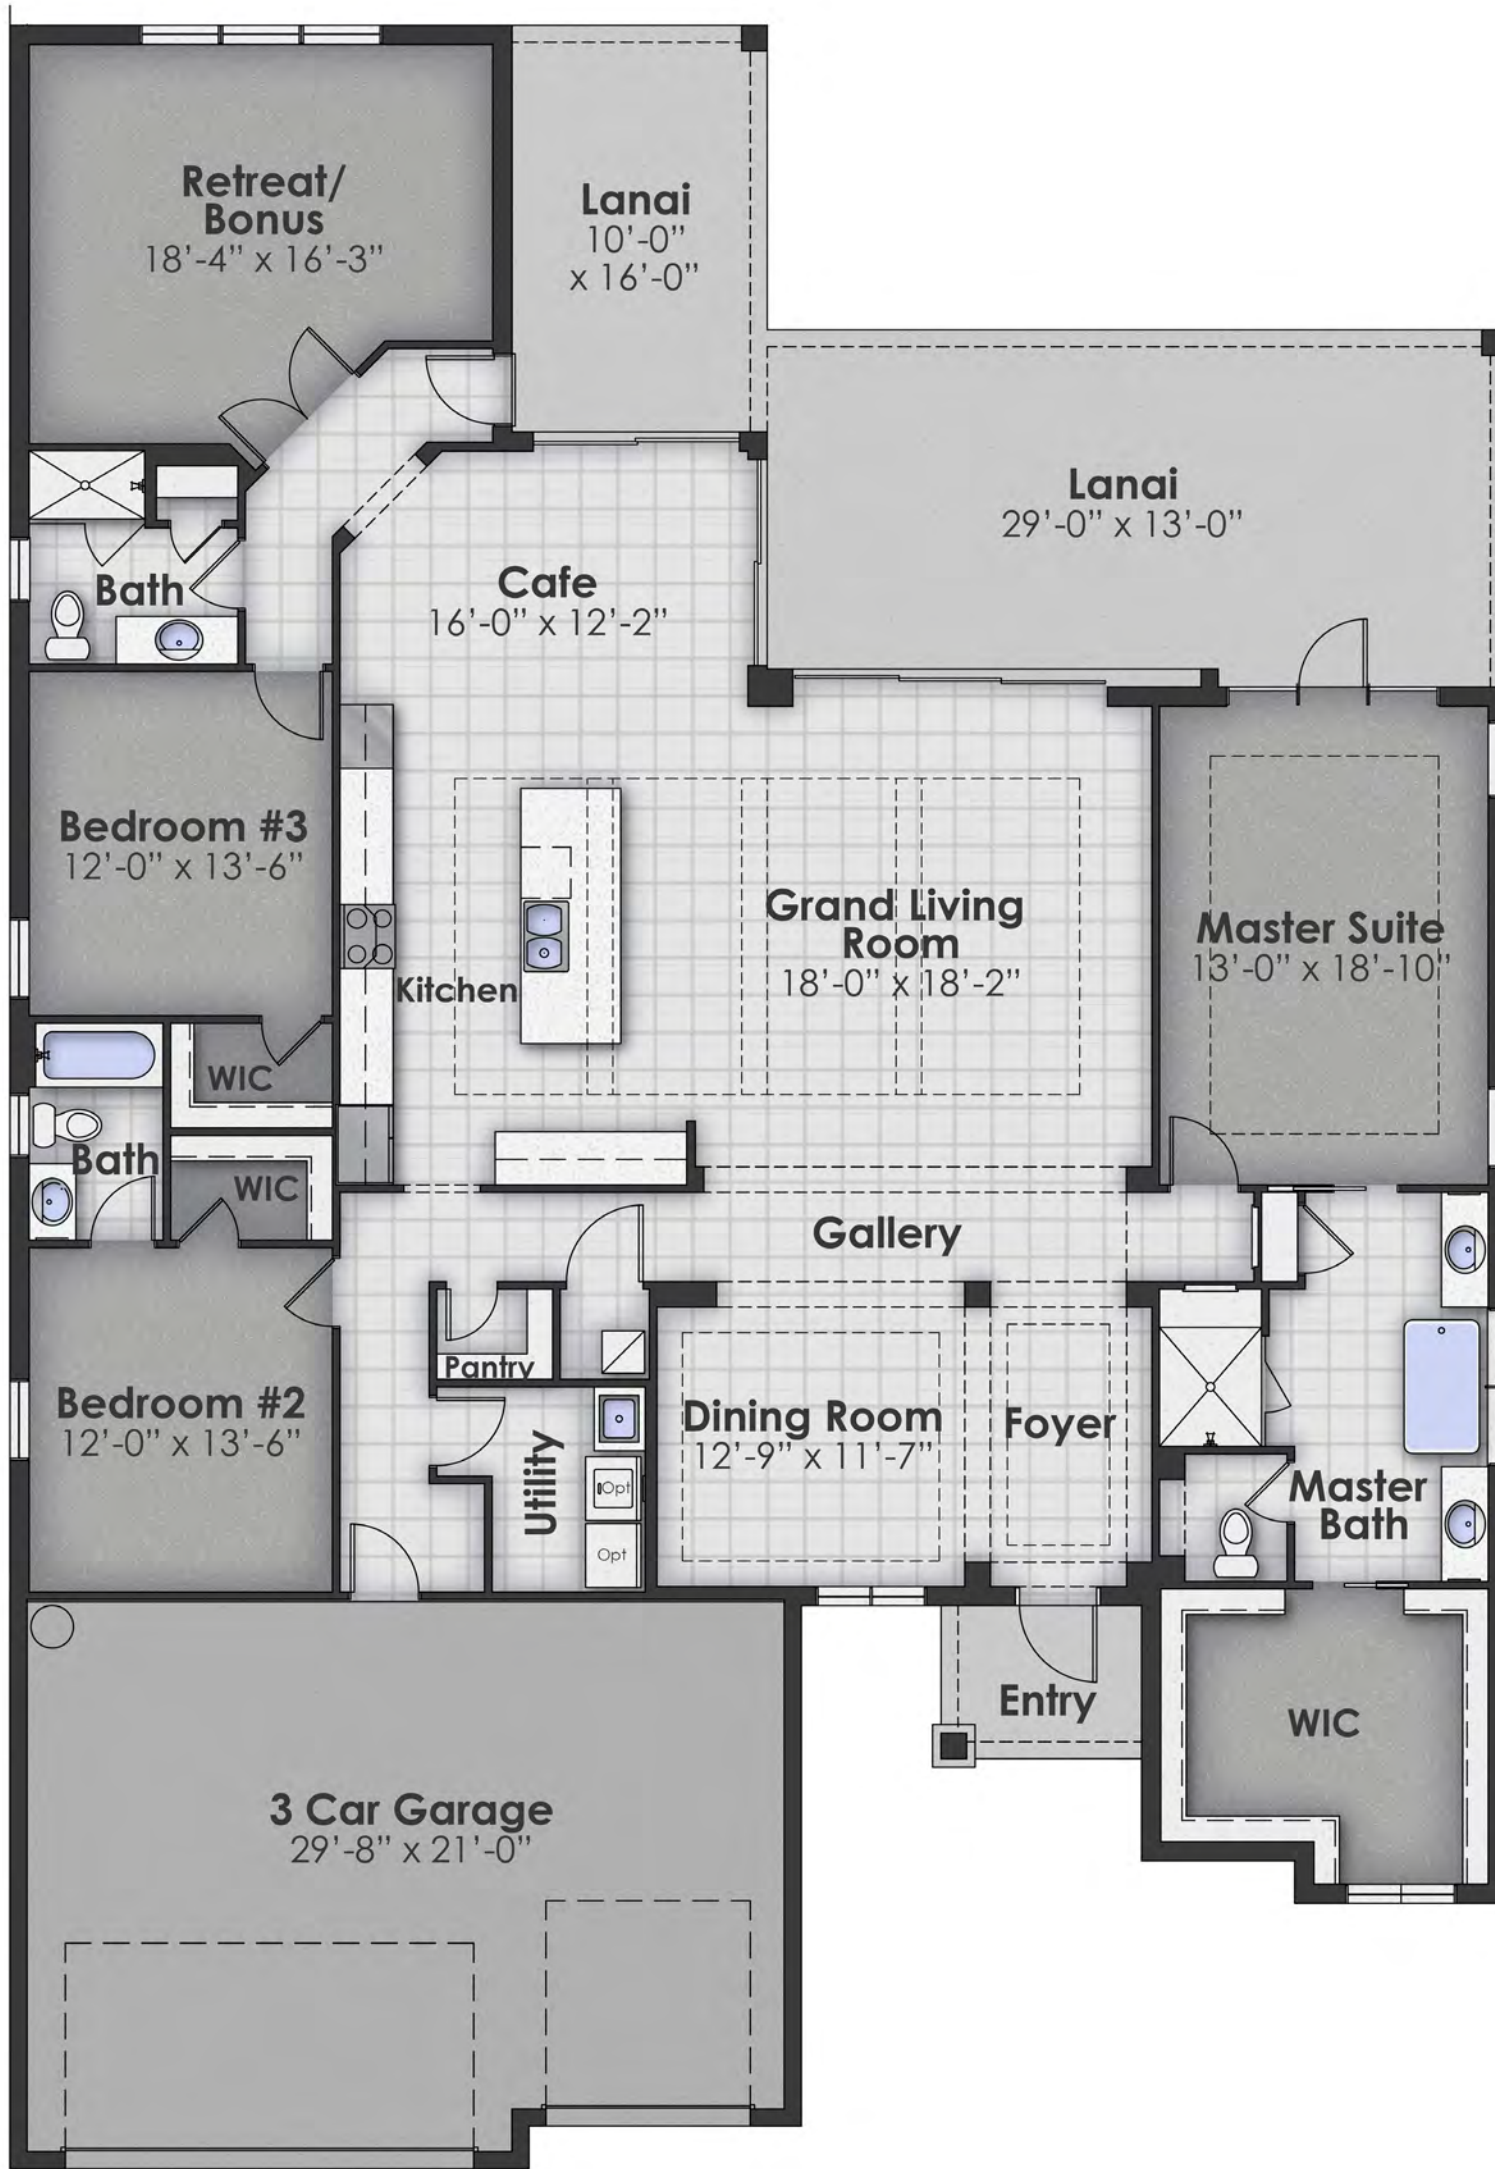 Retreat/
Bonus
18’-4” x 16’-3”
Lanai
10’-0”
x 16’-0”
Lanai
29’-0” x 13’-0”
Cafe
16’-0” x 12’-2”
Bath
Bedroom #3
12’-0” x 13’-6”
Grand Living
Room
18’-0” x 18’-2”
Master Suite
13’-0” x 18’-10”
Kitchen
WIC
Bath
WIC
Gallery
Pantry
Bedroom #2
12’-0” x 13’-6”
Utility
Opt
Opt
Dining Room
12’-9” x 11’-7”
Foyer
Master
Bath
Entry
WIC
3 Car Garage
29’-8” x 21’-0”